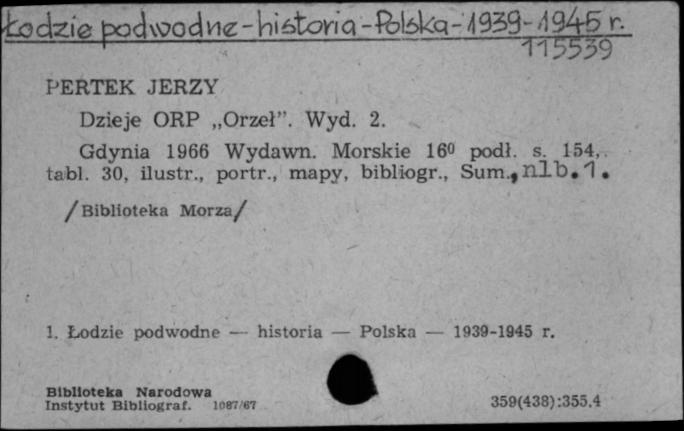 Łodzie podwodne - historia - Polska - 1939-1945 r.
115539
PERTEK JERZY
Dzieje ORP „Orzeł”. Wyd. 2.
Gdynia 1966 Wydawn. Morskie 16⁰ podł. s. 154,
tabl. 30, ilustr., portr., mapy, bibliogr., Sum., nlb. 1.
/Biblioteka Morza/
1. Łodzie podwodne — historia — Polska — 1939-1945 r.
Biblioteka Narodowa
Instytut Bibliograf. 1087/67
359(438):355.4